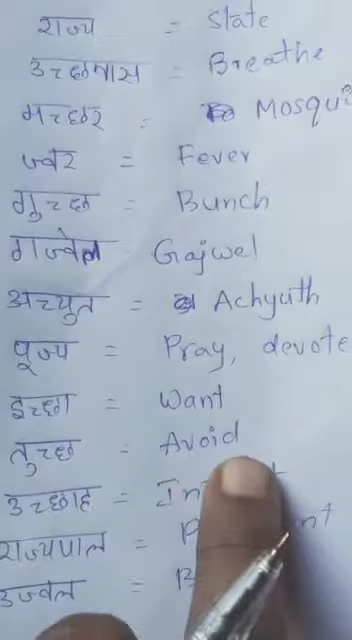 राज्य = State
उच्छवास = Breathe
मच्छर =
ज्वर = Fever
गुच्छा = Bunch
गज्वेल Gajwel
अच्युत = Achyuth
पूज्य = Pray, devote
इच्छा = Want
तुच्छ = Avoid
उच्छाह =
राज्यपाल =
उज्वल =